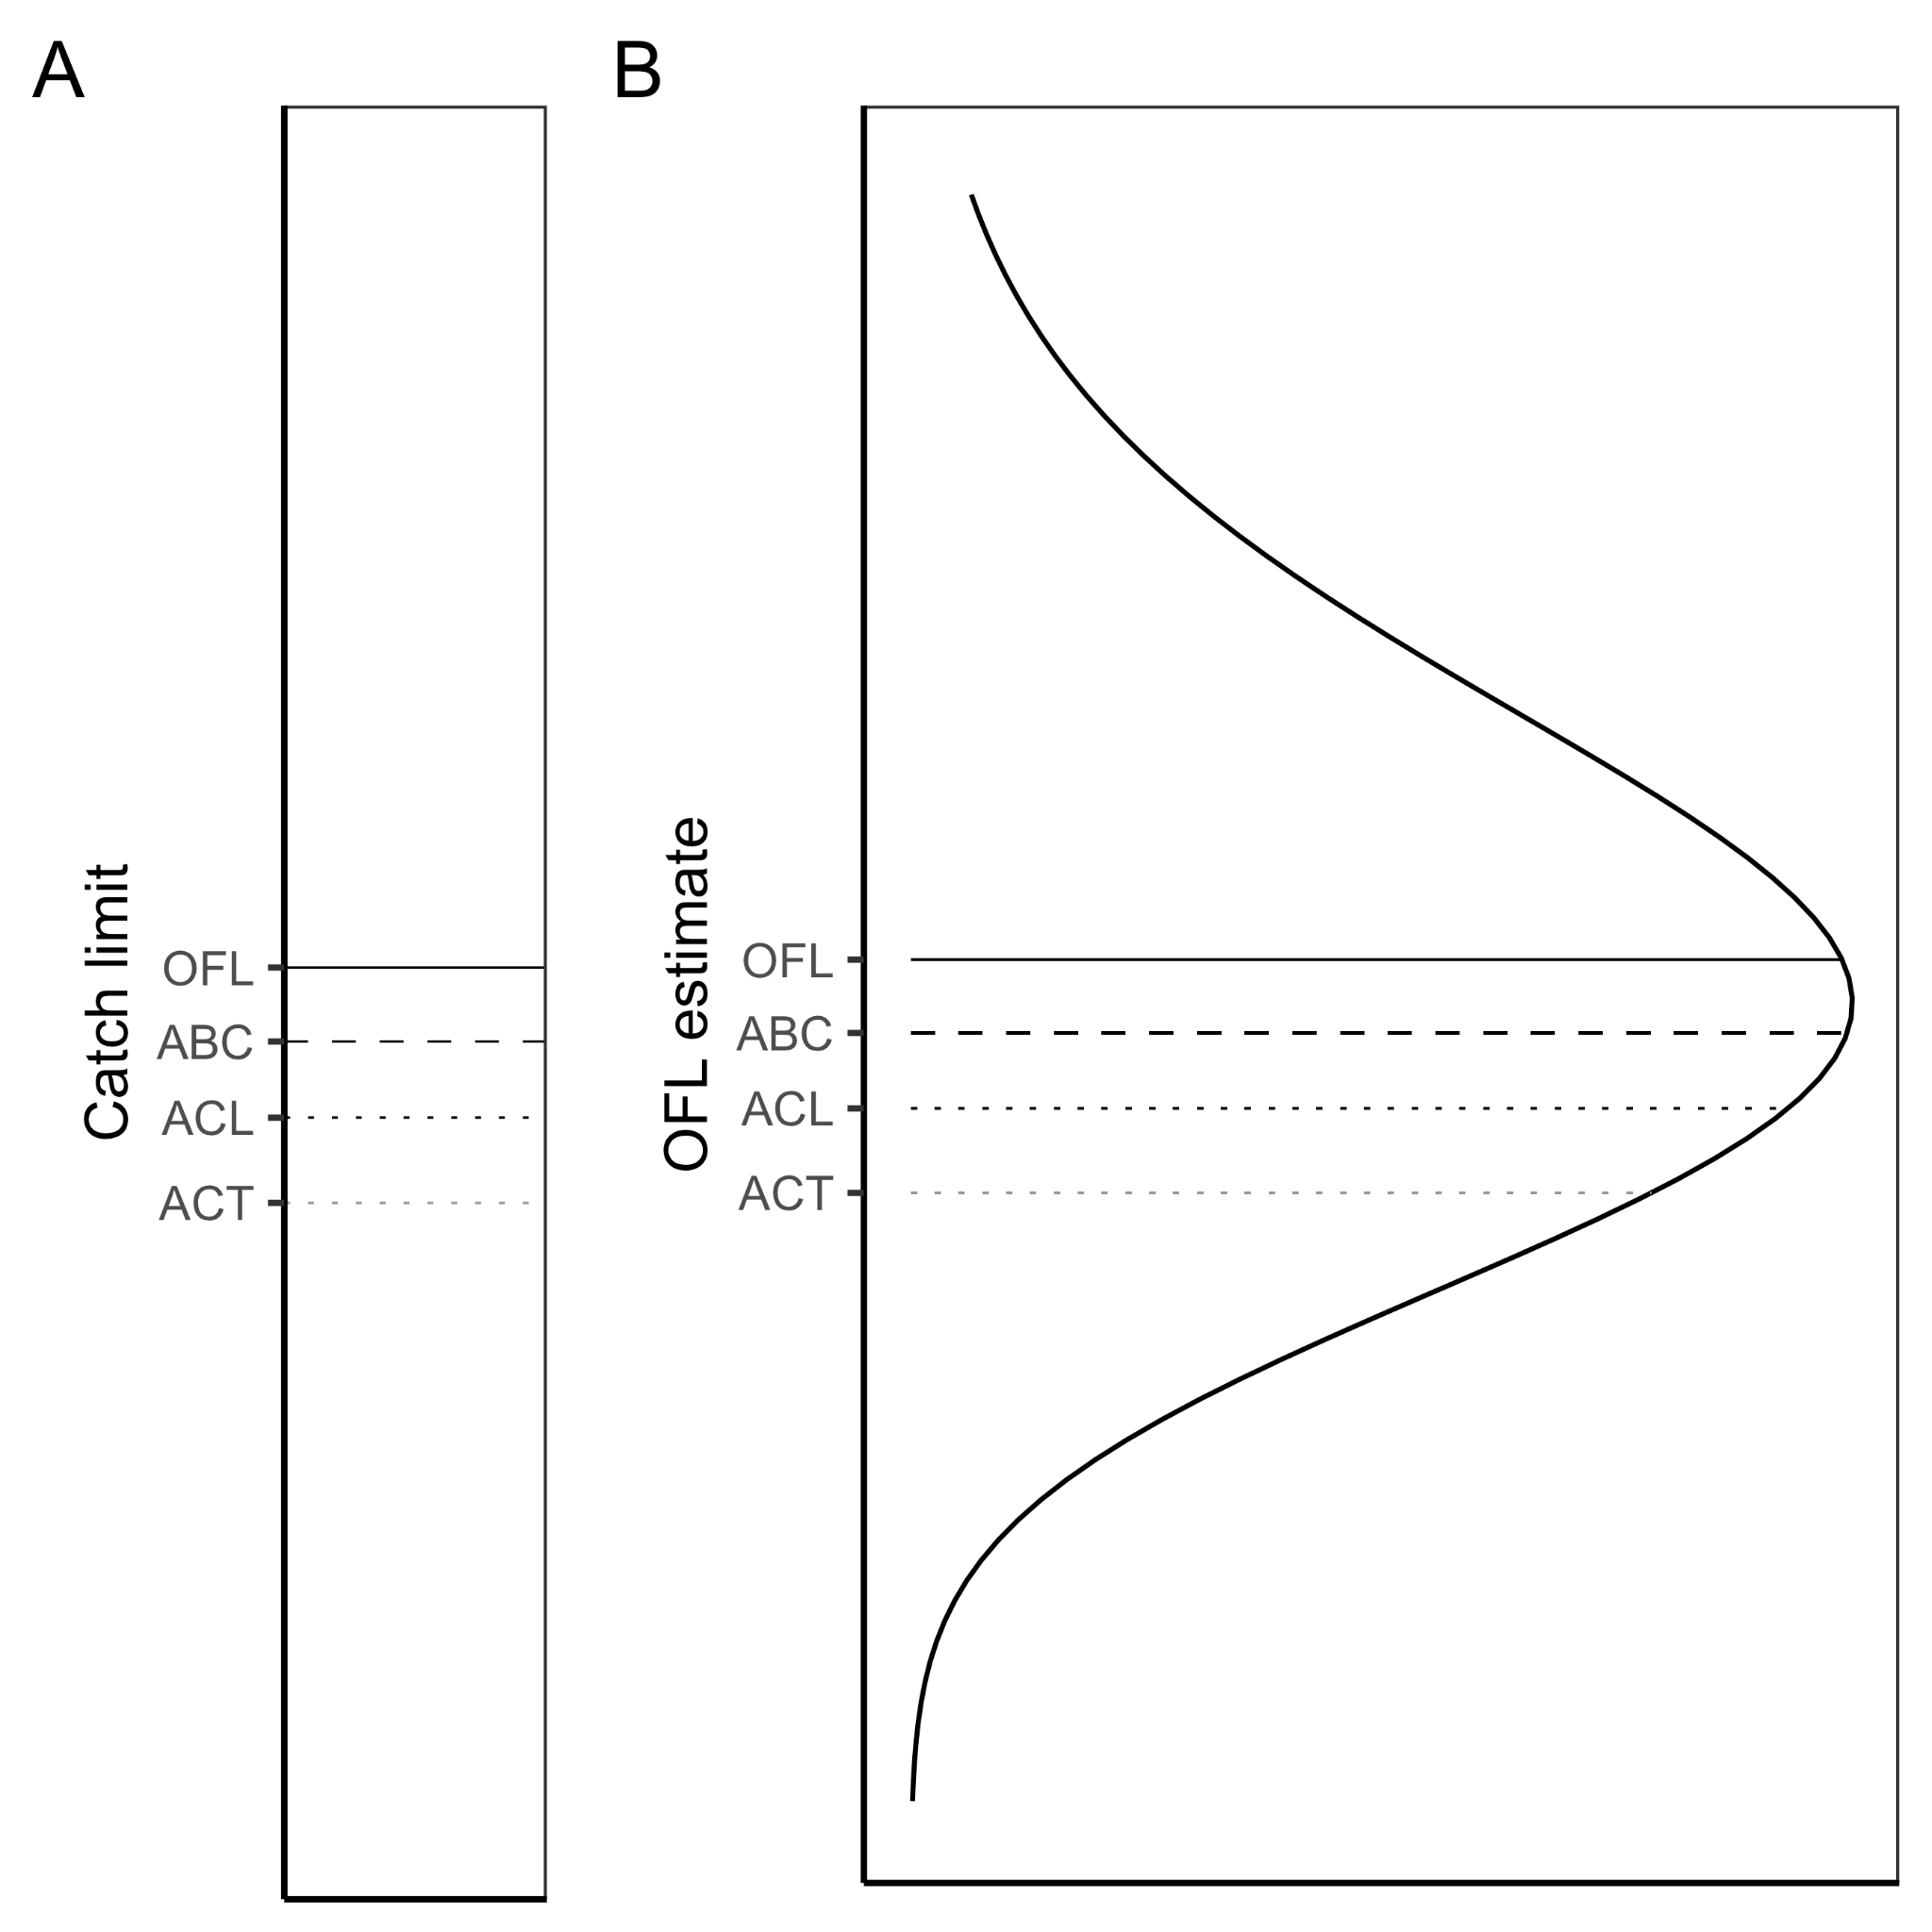 A
Catch limit
OFL
ABC
ACL
ACT
B
OFL estimate
OFL
ABC
ACL
ACT